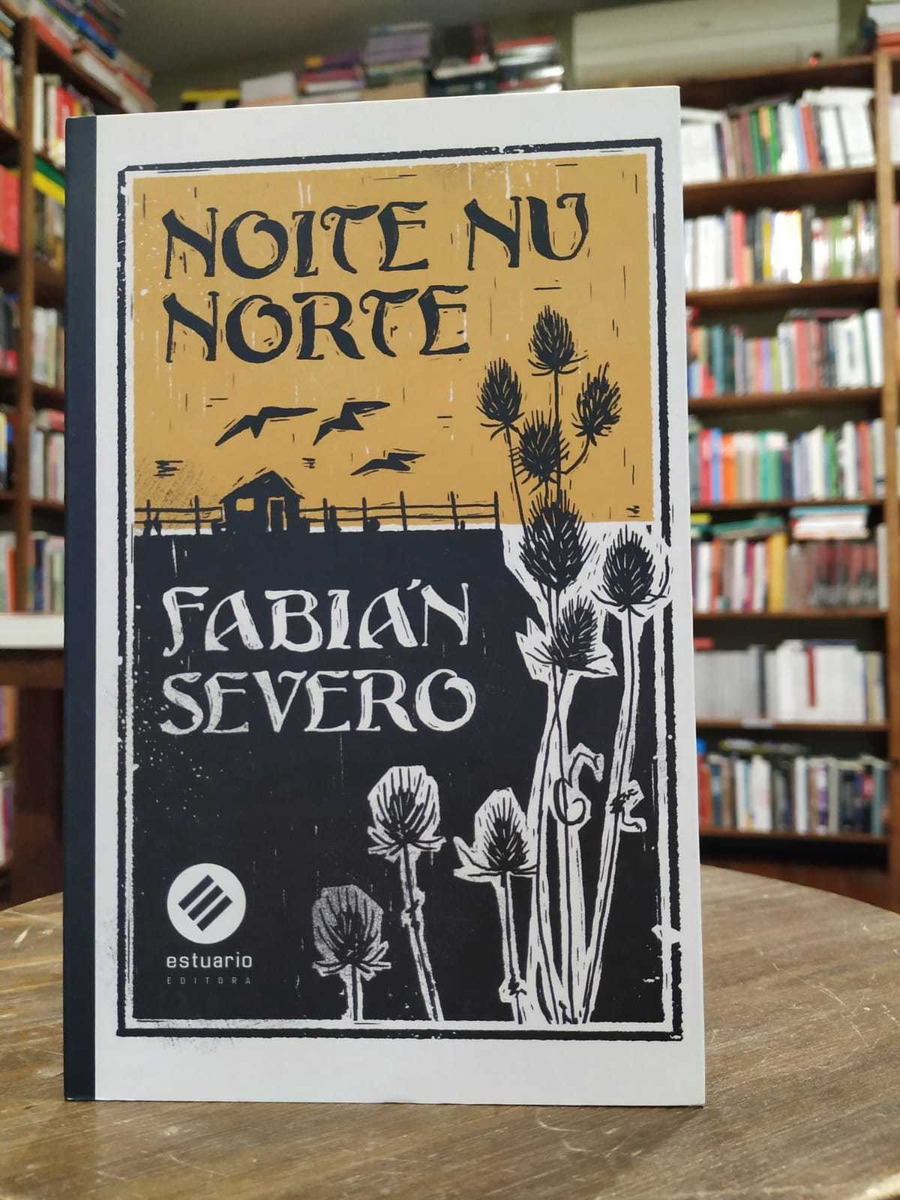 NOITE NU
NORTE
FABIÁN
SEVERO
estuario
EDITORA